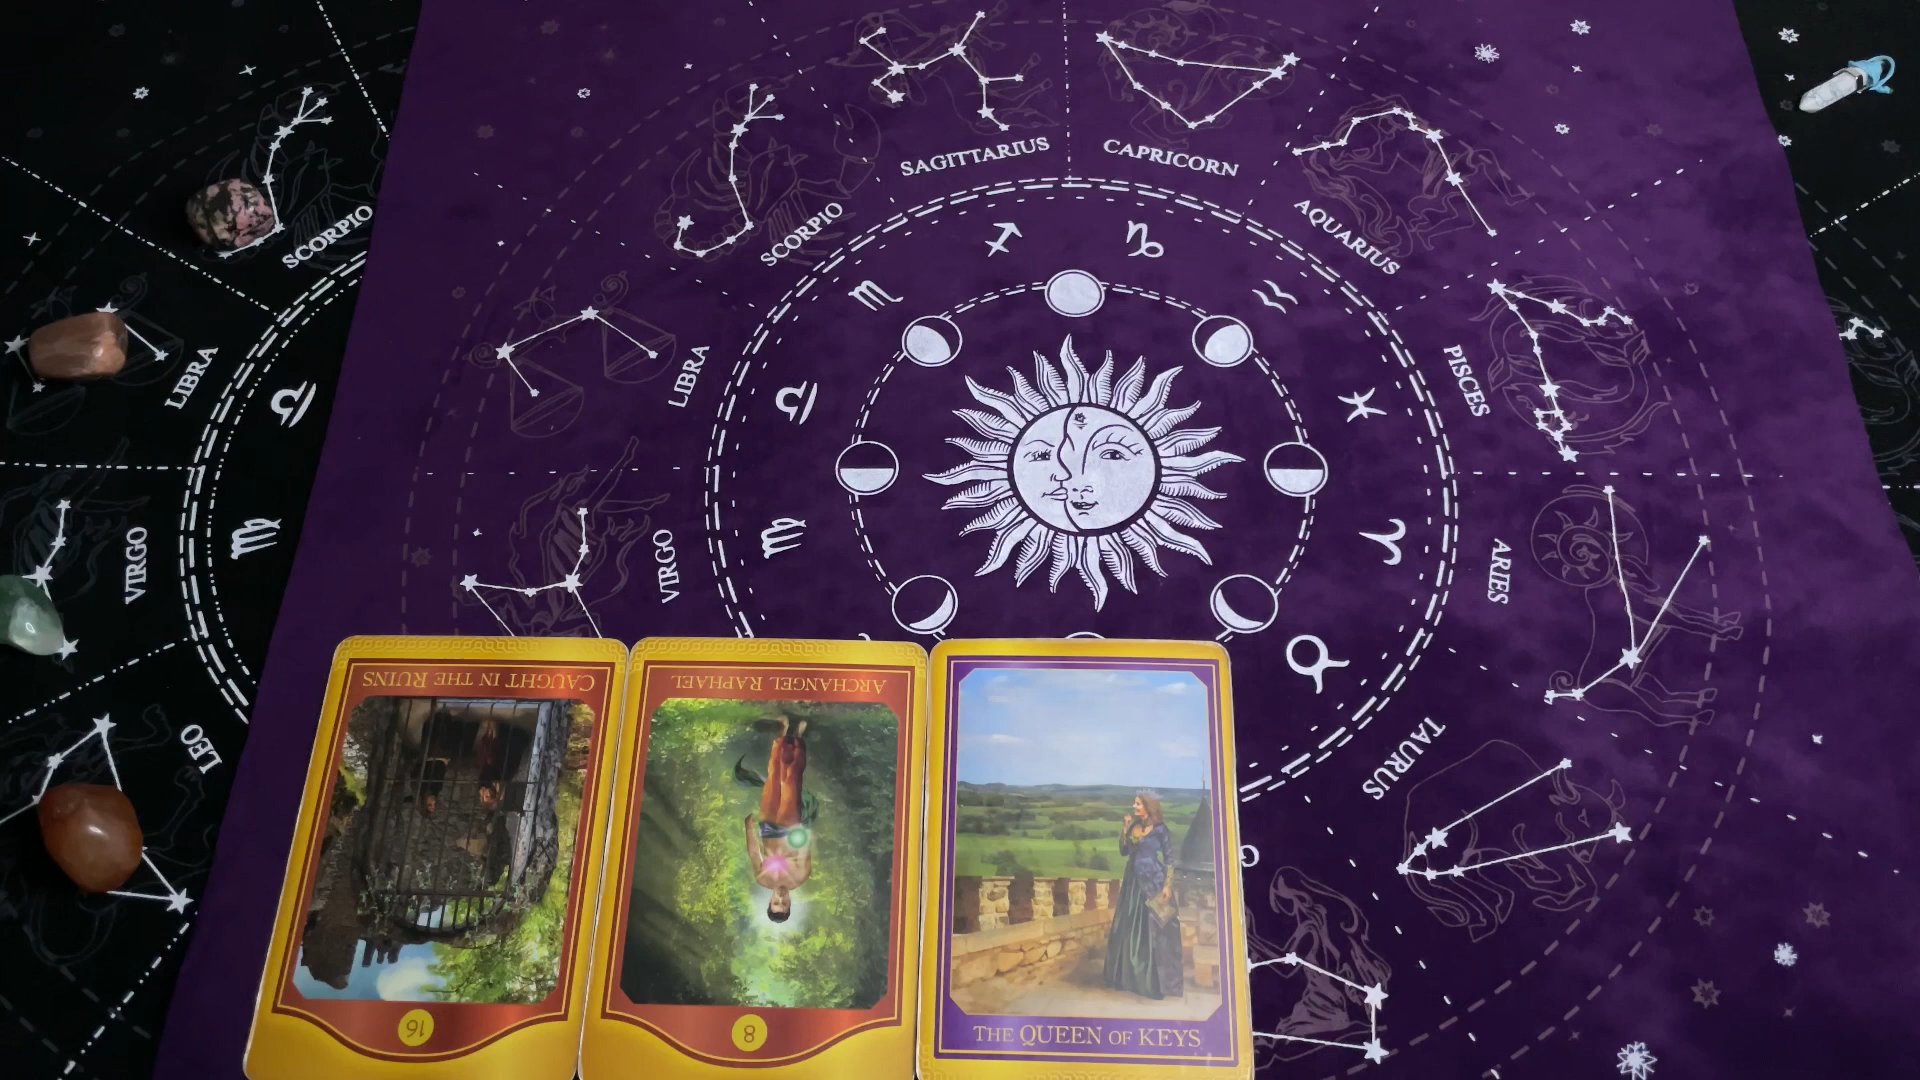 SAGITTARIUS
CAPRICORN
SCORPIO
SCORPIO
AQUARIUS
LIBRA
LIBRA
PISCES
VIRGO
VIRGO
ARIES
LEO
TAURUS
CAUGHT IN THE RUINS
16
ARCHANGEL RAPHAEL
8
THE QUEEN OF KEYS
G